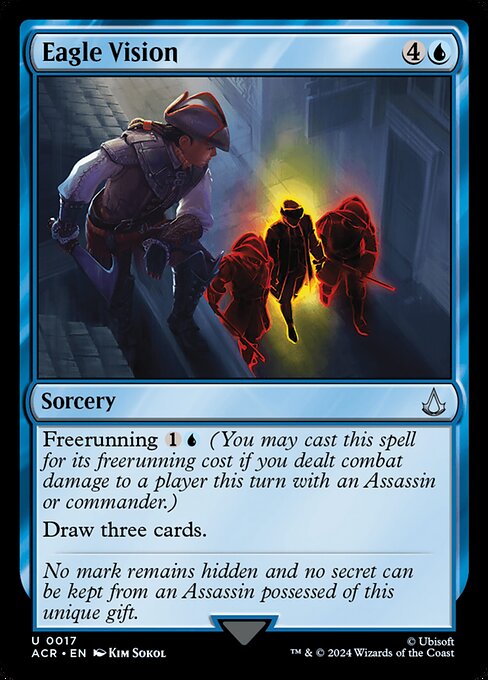 Eagle Vision 4
Sorcery
Freerunning 1 (You may cast this spell
for its freerunning cost if you dealt combat
damage to a player this turn with an Assassin
or commander.)
Draw three cards.
No mark remains hidden and no secret can
be kept from an Assassin possessed of this
unique gift.
U 0017
ACR • EN Kim Sokol
© Ubisoft
™ & © 2024 Wizards of the Coast